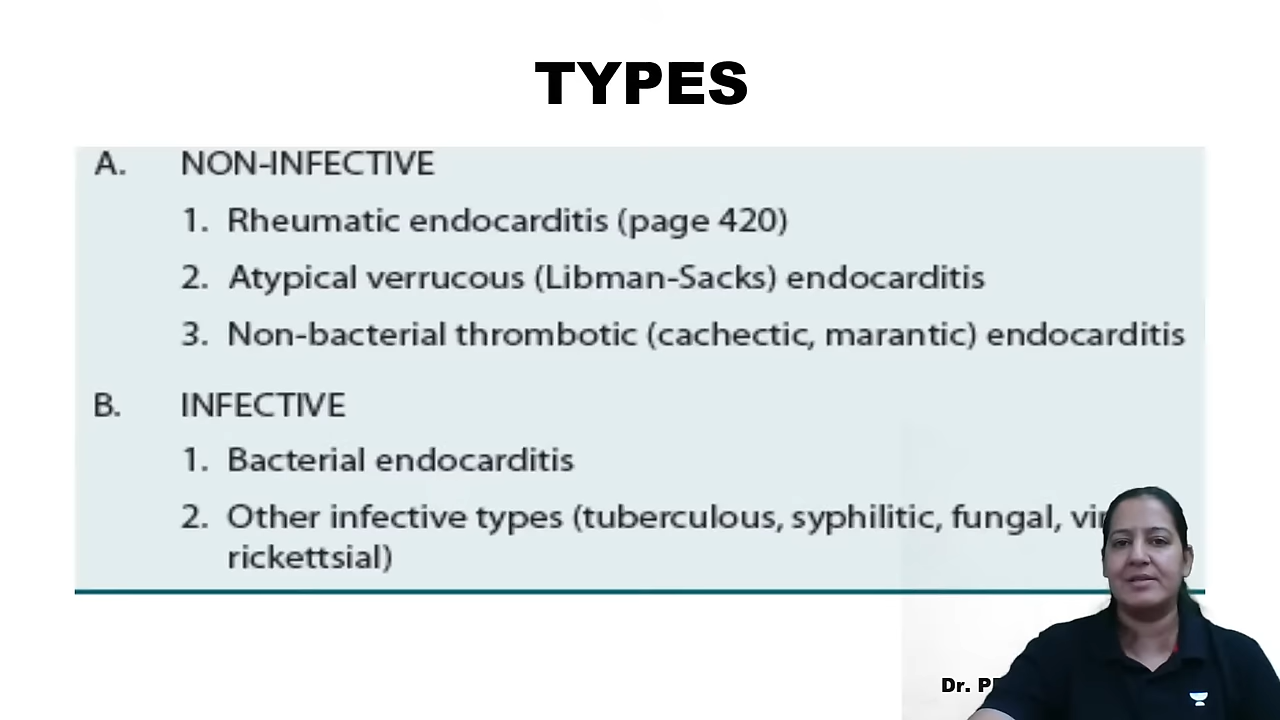 TYPES
A. NON-INFECTIVE
1. Rheumatic endocarditis (page 420)
2. Atypical verrucous (Libman-Sacks) endocarditis
3. Non-bacterial thrombotic (cachectic, marantic) endocarditis
B. INFECTIVE
1. Bacterial endocarditis
2. Other infective types (tuberculous, syphilitic, fungal,
rickettsial)
Dr.